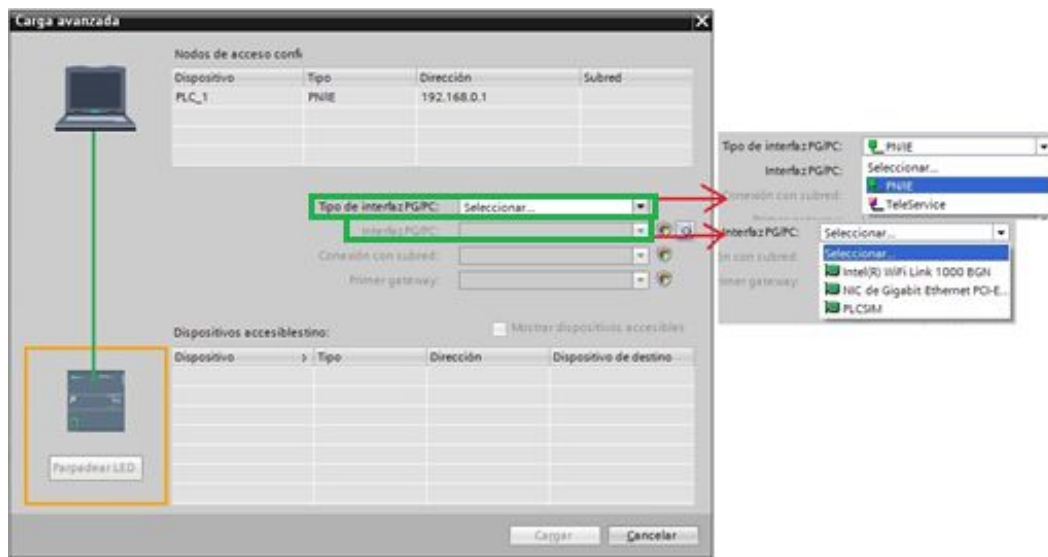 Carga avanzada
Nodos de acceso confi
Dispositivo Tipo Dirección Subred
PLC_1 PN/IE 192.168.0.1
Tipo de interfaz PG/PC: Seleccionar...
Interfaz PG/PC:
Conexión con subred:
Primer gateway:
Dispositivos accesiblestino:
Mostrar dispositivos accesibles
Dispositivo Tipo Dirección Dispositivo de destino
Parpadear LED
Cargar Cancelar
Tipo de interfaz PG/PC: PN/IE
Interfaz PG/PC: Seleccionar...
Conexión con subred: PN/IE
TeleService
Interfaz PG/PC: Seleccionar...
Seleccionar...
Intel(R) WiFi Link 1000 BGN
NIC de Gigabit Ethernet PCI-E...
PLCSIM